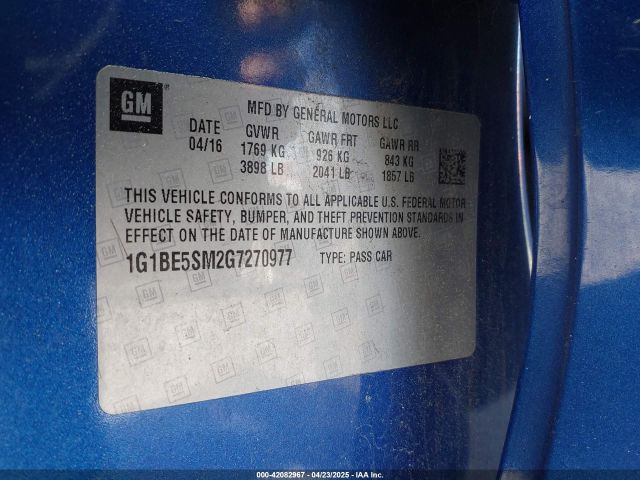 GM
MFD BY GENERAL MOTORS LLC
DATE GVWR GAWR FRT GAWR RR
04/16 1769 KG 926 KG 843 KG
3898 LB 2041 LB 1857 LB
THIS VEHICLE CONFORMS TO ALL APPLICABLE U.S. FEDERAL MOTOR
VEHICLE SAFETY, BUMPER, AND THEFT PREVENTION STANDARDS IN
EFFECT ON THE DATE OF MANUFACTURE SHOWN ABOVE.
1G1BE5SM2G7270977 TYPE: PASS CAR
000-42082967 - 04/23/2025 - IAA Inc.